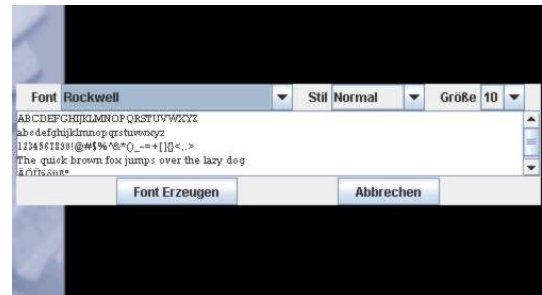 Font Rockwell Stil Normal Größe 10
ABCDEFGHIJKLMNOPQRSTUVWXYZ
abcdefghijklmnopqrstuvwxyz
1234567890!@#$%^&*()_-=+[]{}<,.>
The quick brown fox jumps over the lazy dog
Font Erzeugen Abbrechen